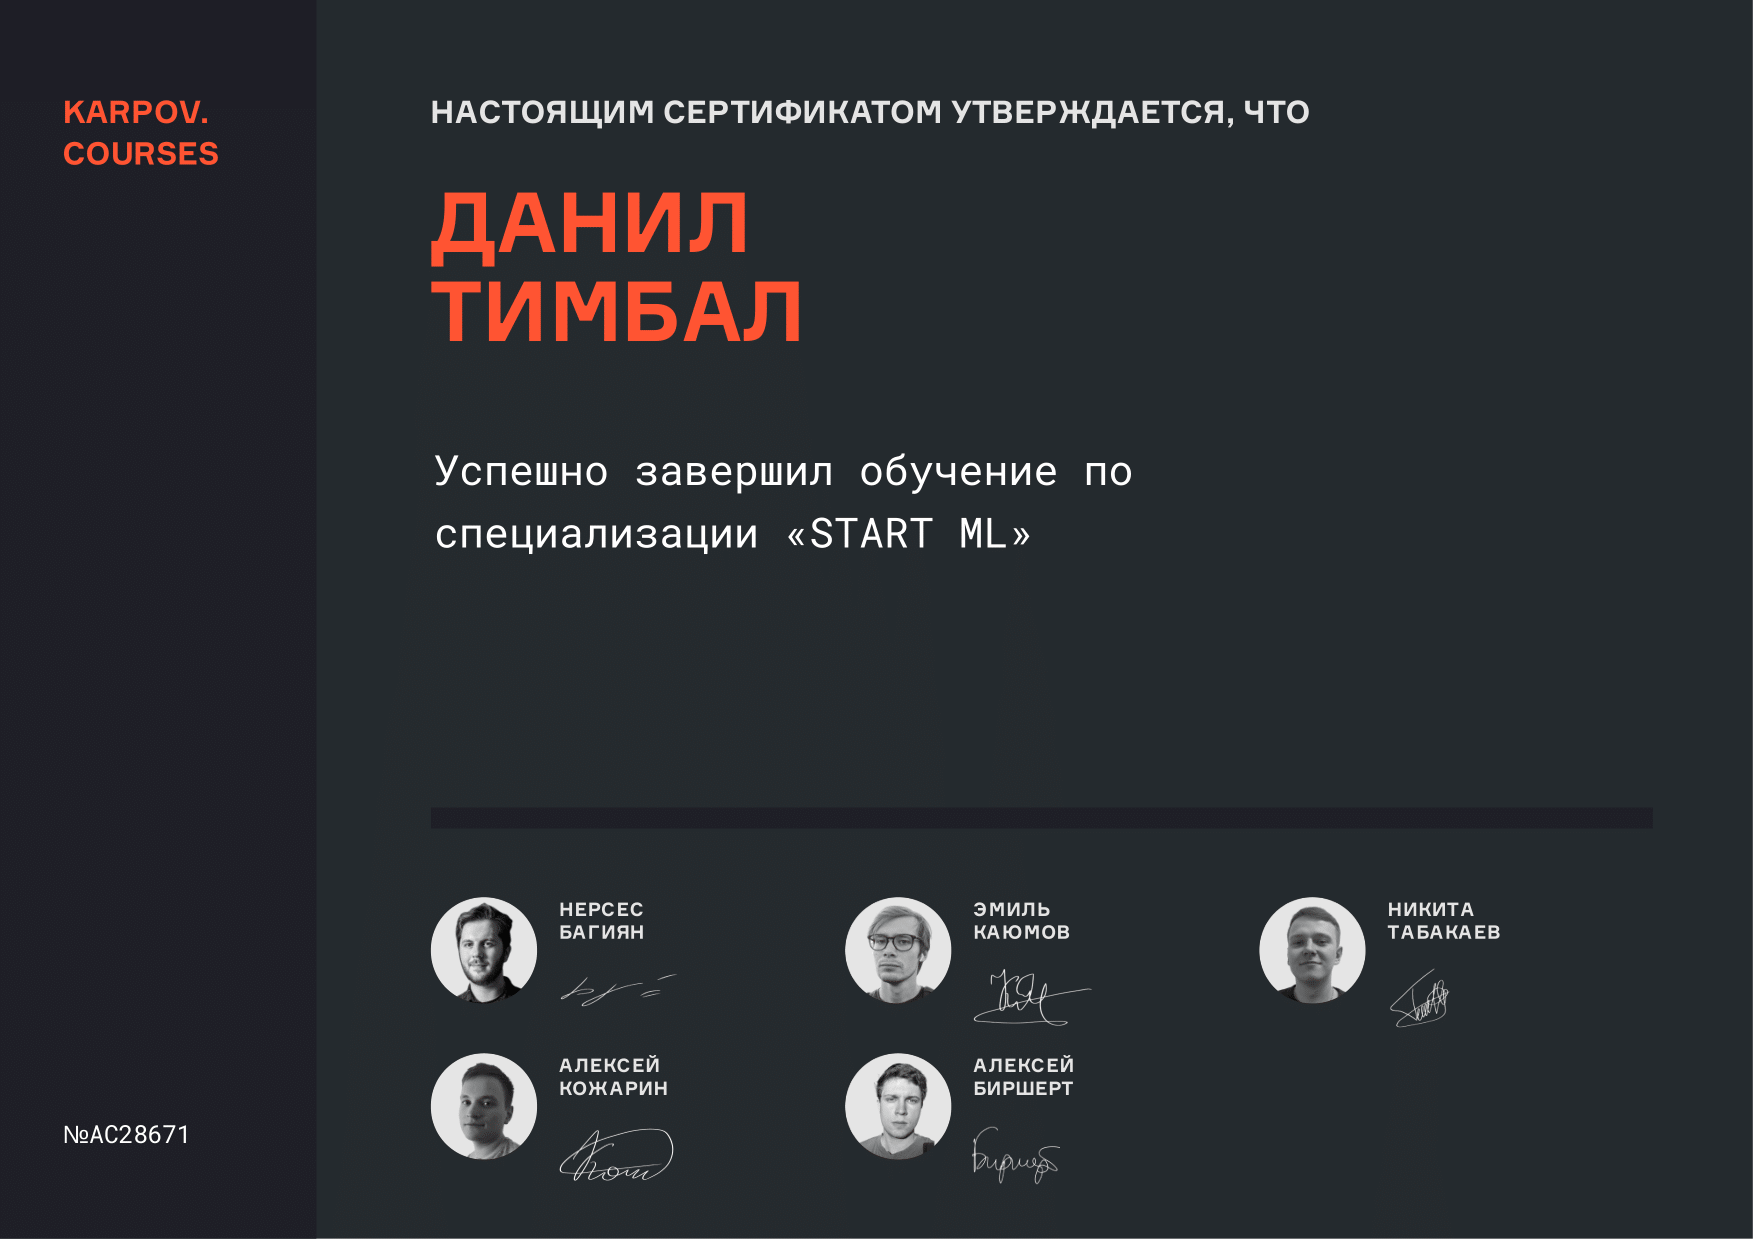 KARPOV.
COURSES
НАСТОЯЩИМ СЕРТИФИКАТОМ УТВЕРЖДАЕТСЯ, ЧТО
ДАНИЛ
ТИМБАЛ
Успешно завершил обучение по
специализации «START ML»
НЕРСЕС
БАГИЯН
ЭМИЛЬ
КАЮМОВ
НИКИТА
ТАБАКАЕВ
АЛЕКСЕЙ
КОЖАРИН
АЛЕКСЕЙ
БИРШЕРТ
№AC28671